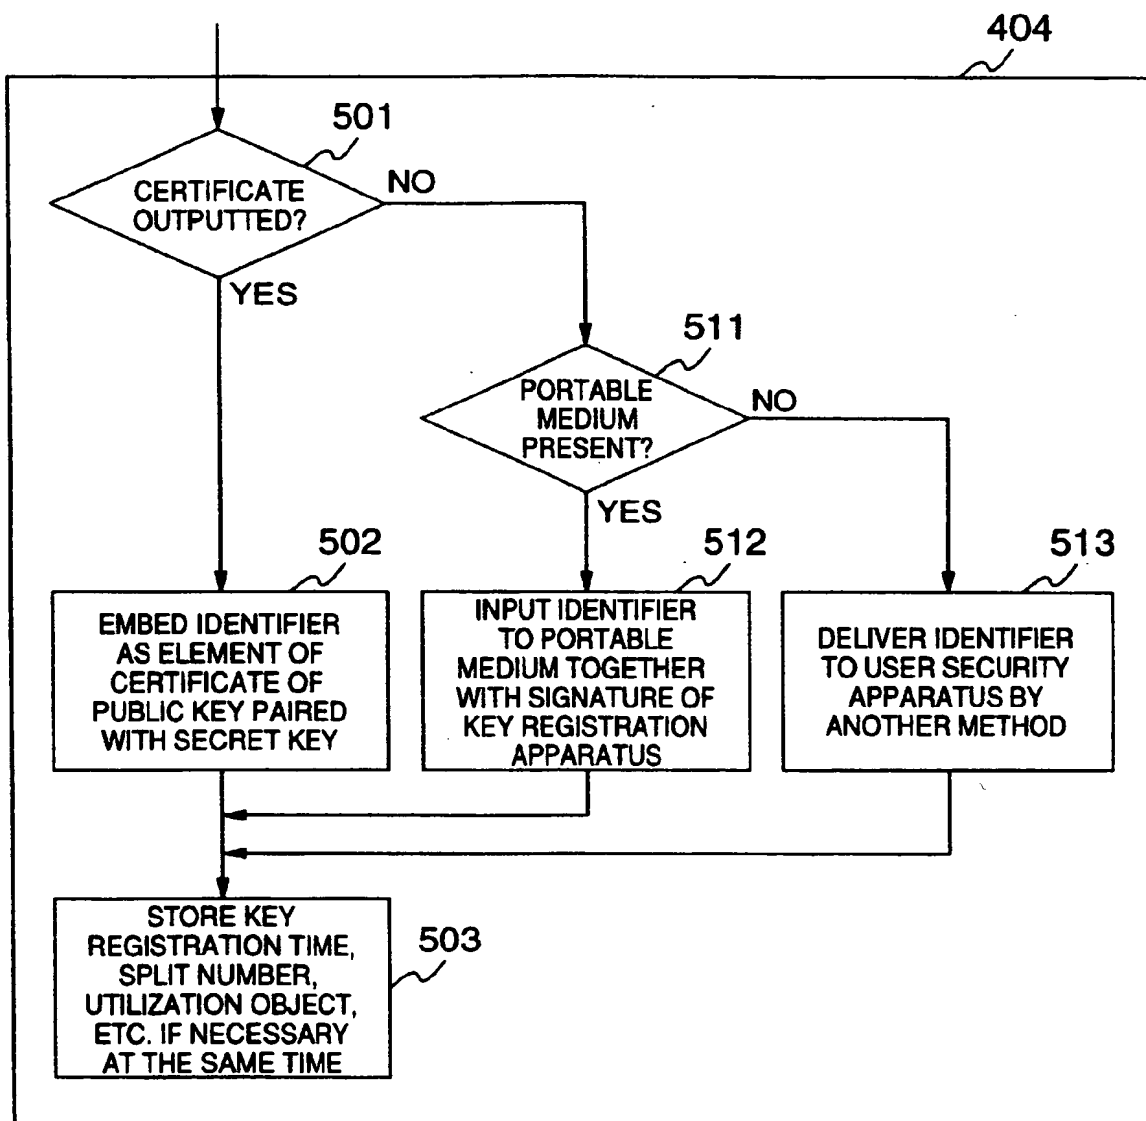 404
501
CERTIFICATE
OUTPUTTED?
NO
YES
511
PORTABLE
MEDIUM
PRESENT?
NO
YES
502
EMBED IDENTIFIER
AS ELEMENT OF
CERTIFICATE OF
PUBLIC KEY PAIRED
WITH SECRET KEY
512
INPUT IDENTIFIER
TO PORTABLE
MEDIUM TOGETHER
WITH SIGNATURE OF
KEY REGISTRATION
APPARATUS
513
DELIVER IDENTIFIER
TO USER SECURITY
APPARATUS BY
ANOTHER METHOD
503
STORE KEY
REGISTRATION TIME,
SPLIT NUMBER,
UTILIZATION OBJECT,
ETC. IF NECESSARY
AT THE SAME TIME